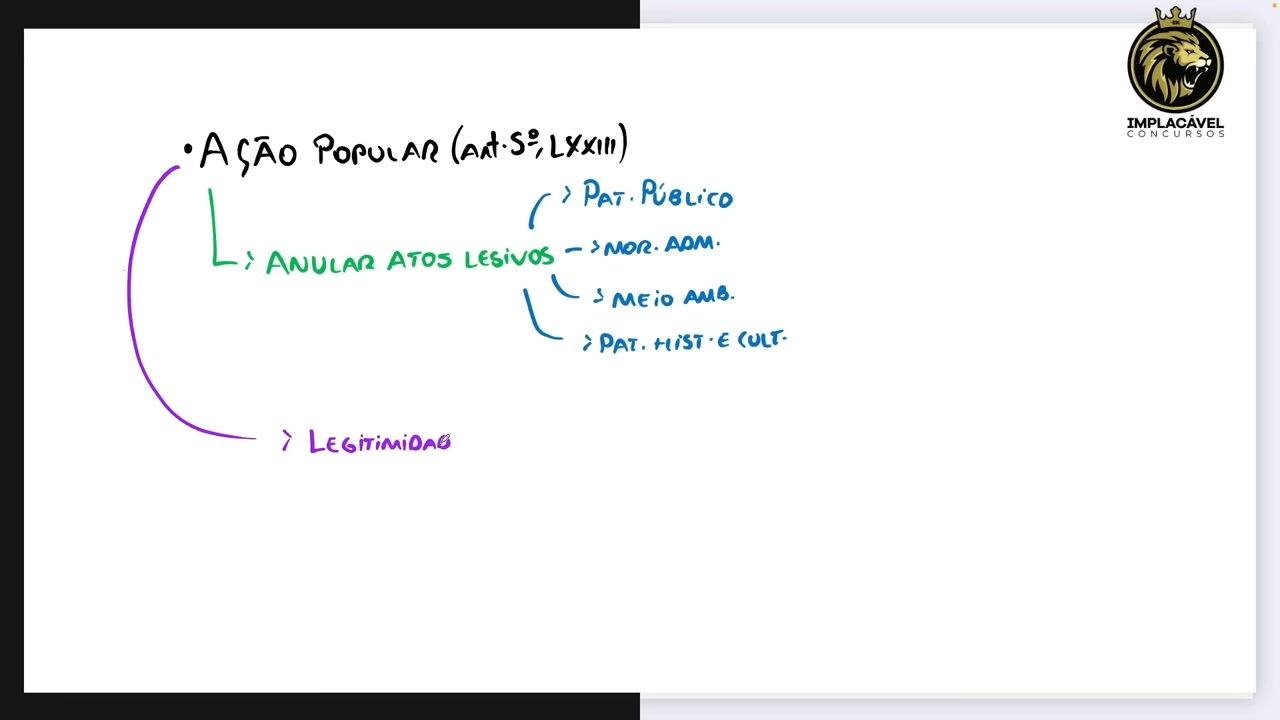 IMPLACÁVEL
CONCURSOS
• AÇÃO POPULAR (ART. 5º, LXXIII)
> PAT. PÚBLICO
> ANULAR ATOS LESIVOS
> MOR. ADM.
> MEIO AMB.
> PAT. HIST. E CULT.
> LEGITIMIDAD